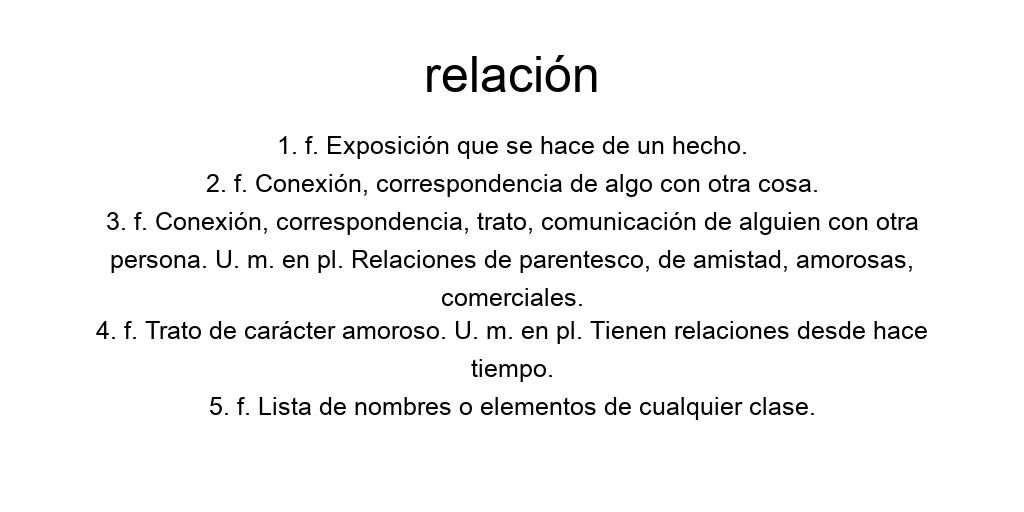 relación
1. f. Exposición que se hace de un hecho.
2. f. Conexión, correspondencia de algo con otra cosa.
3. f. Conexión, correspondencia, trato, comunicación de alguien con otra
persona. U. m. en pl. Relaciones de parentesco, de amistad, amorosas,
comerciales.
4. f. Trato de carácter amoroso. U. m. en pl. Tienen relaciones desde hace
tiempo.
5. f. Lista de nombres o elementos de cualquier clase.